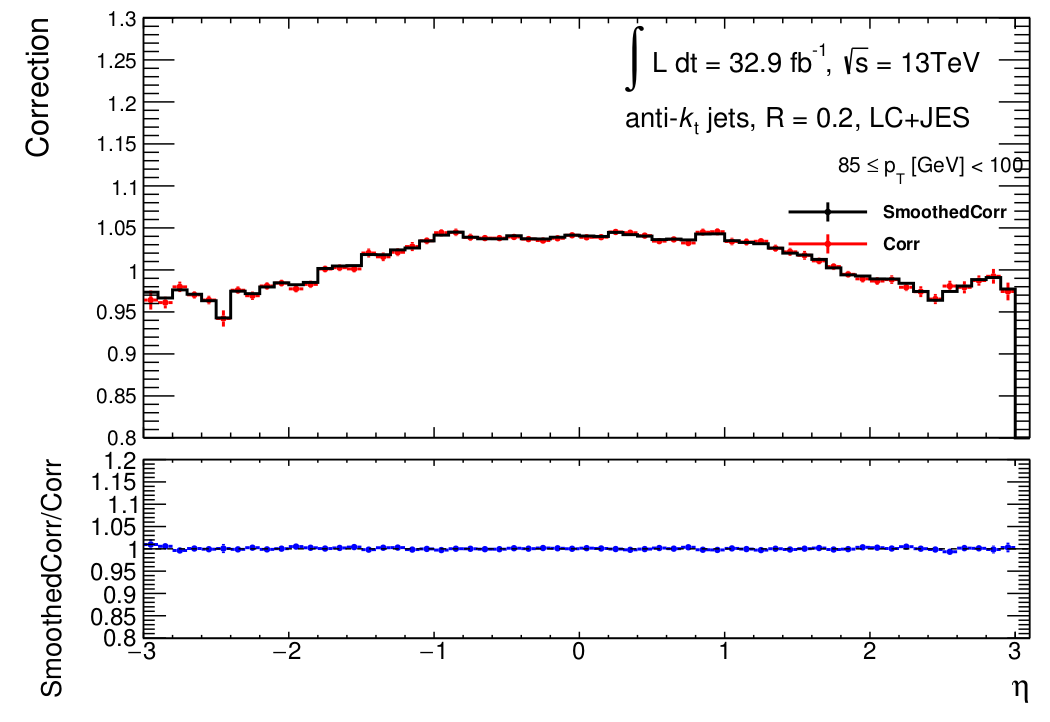 Correction
1.3
1.25
1.2
1.15
1.1
1.05
1
0.95
0.9
0.85
0.8
∫ L dt = 32.9 fb⁻¹, √s = 13TeV
anti-kₜ jets, R = 0.2, LC+JES
85 ≤ p_T [GeV] < 100
SmoothedCorr
Corr
SmoothedCorr/Corr
1.2
1.15
1.1
1.05
1
0.95
0.9
0.85
0.8
−3 −2 −1 0 1 2 3
η